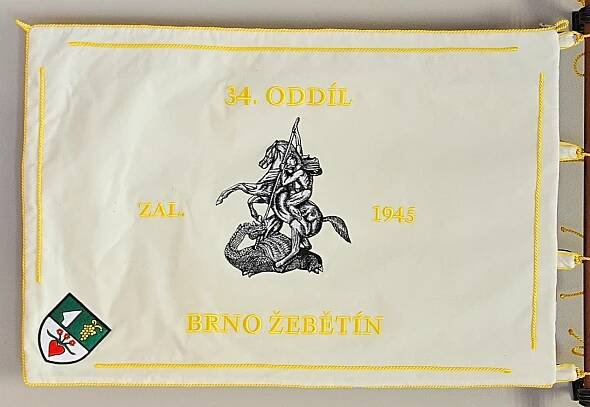 34. ODDÍL
ZAL. 1945
BRNO ŽEBĚTÍN